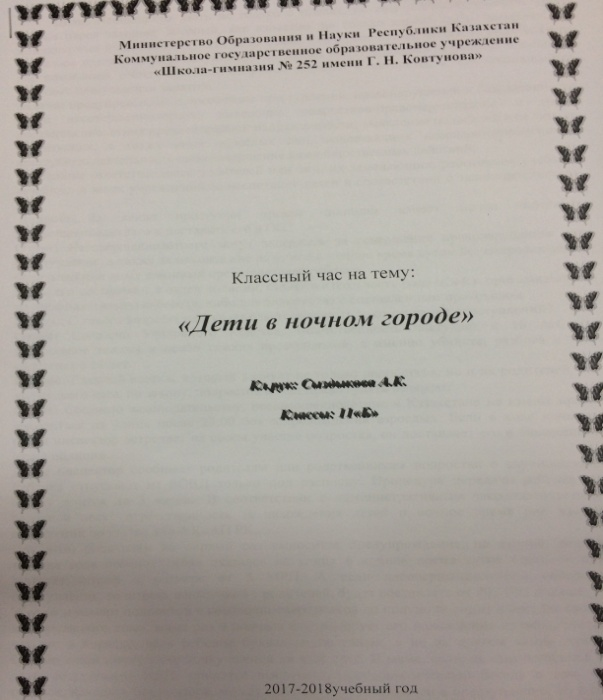 Министерство Образования и Науки Республики Казахстан
Коммунальное государственное образовательное учреждение
«Школа-гимназия № 252 имени Г. Н. Ковтунова»
Классный час на тему:
«Дети в ночном городе»
Кл.рук: А.К.
Классы: 11«Б»
2017-2018учебный год